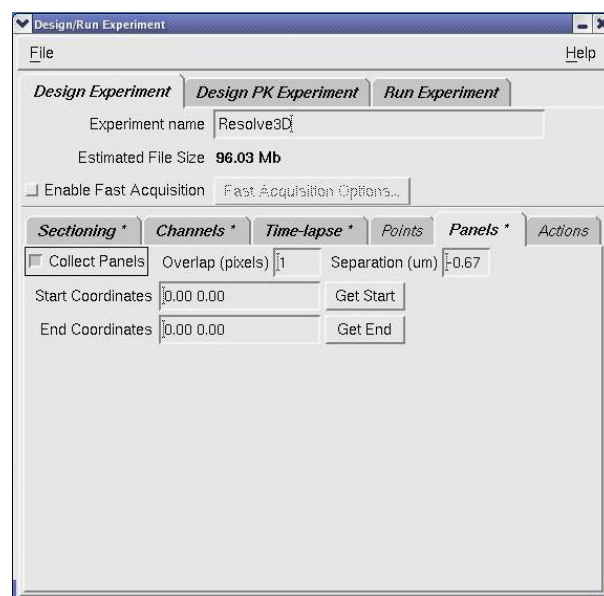 Design/Run Experiment
File Help
Design Experiment Design PK Experiment Run Experiment
Experiment name Resolve3D
Estimated File Size 96.03 Mb
Enable Fast Acquisition Fast Acquisition Options...
Sectioning * Channels * Time-lapse * Points Panels * Actions
Collect Panels Overlap (pixels) 1 Separation (um) -0.67
Start Coordinates 0.00 0.00 Get Start
End Coordinates 0.00 0.00 Get End